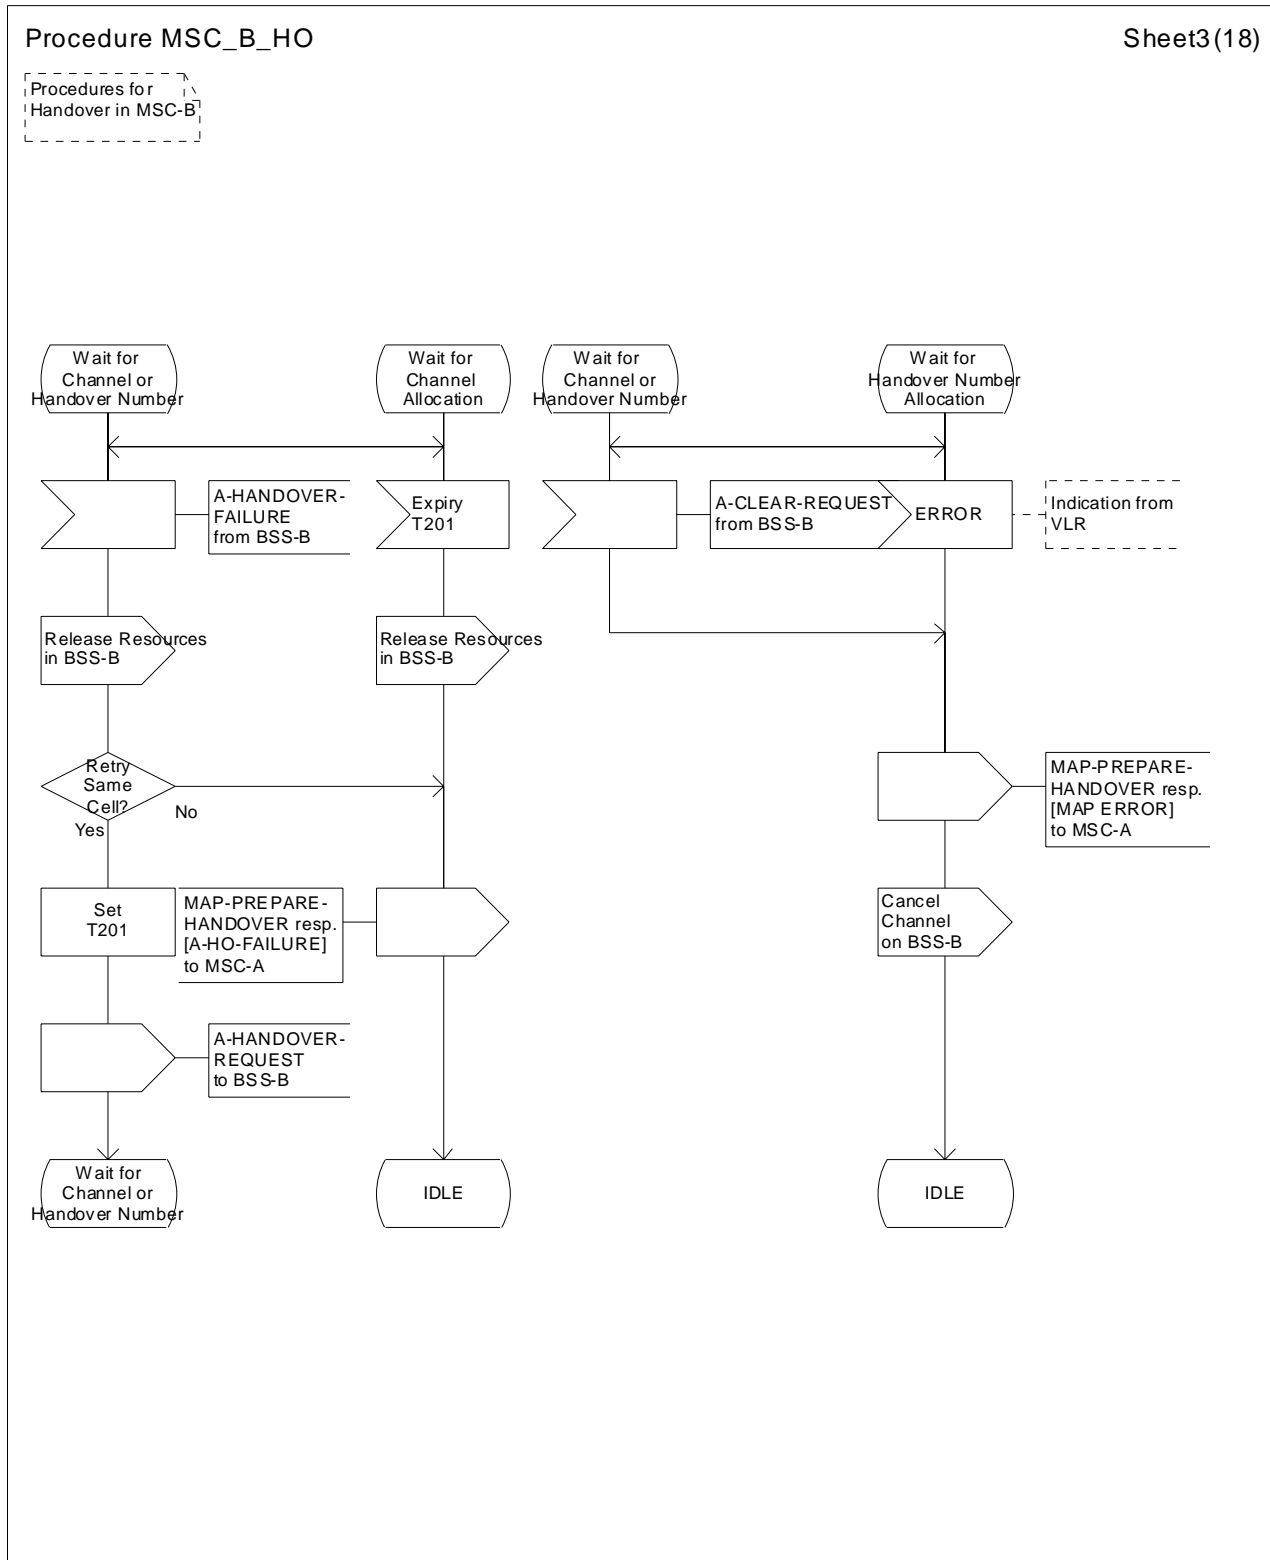 Procedure MSC_B_HO
Sheet3(18)
Procedures for
Handover in MSC-B
Wait for
Channel or
Handover Number
Wait for
Channel
Allocation
Wait for
Channel or
Handover Number
Wait for
Handover Number
Allocation
A-HANDOVER-
FAILURE
from BSS-B
Expiry
T201
A-CLEAR-REQUEST
from BSS-B
ERROR
Indication from
VLR
Release Resources
in BSS-B
Release Resources
in BSS-B
Retry
Same
Cell?
No
Yes
MAP-PREPARE-
HANDOVER resp.
[MAP ERROR]
to MSC-A
Set
T201
MAP-PREPARE-
HANDOVER resp.
[A-HO-FAILURE]
to MSC-A
Cancel
Channel
on BSS-B
A-HANDOVER-
REQUEST
to BSS-B
Wait for
Channel or
Handover Number
IDLE
IDLE